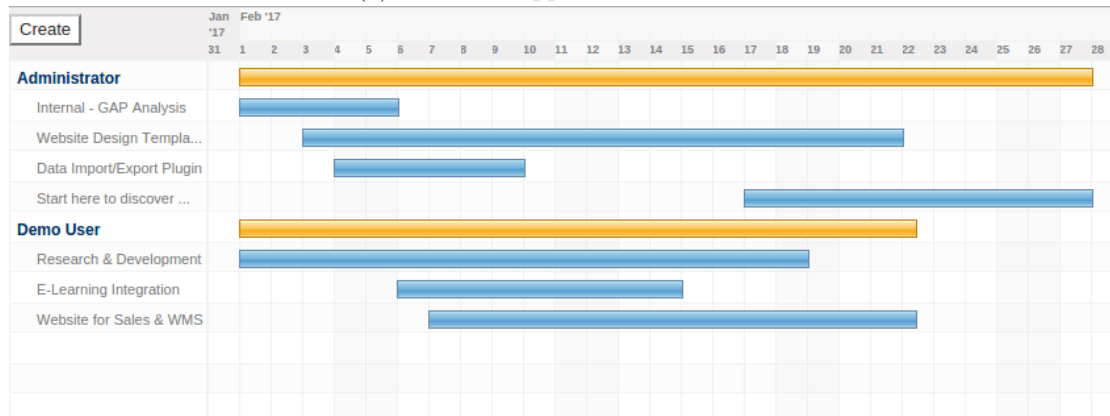 Create
Jan Feb '17
'17
31 1 2 3 4 5 6 7 8 9 10 11 12 13 14 15 16 17 18 19 20 21 22 23 24 25 26 27 28
Administrator
Internal - GAP Analysis
Website Design Templa...
Data Import/Export Plugin
Start here to discover ...
Demo User
Research & Development
E-Learning Integration
Website for Sales & WMS